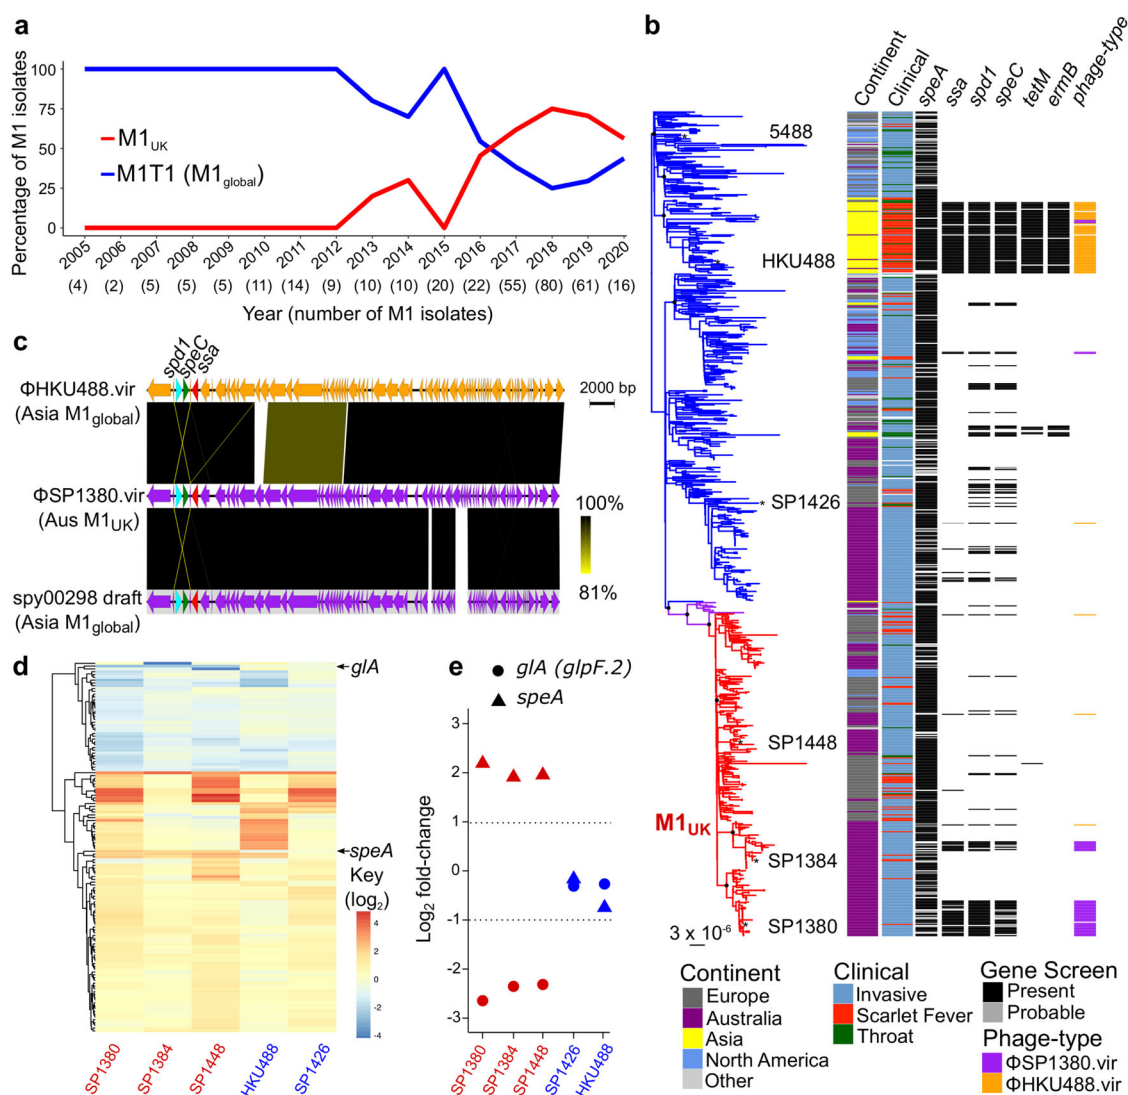 a
Percentage of M1 isolates
100
75
50
25
0
M1UK
M1T1 (M1global)
2005 2006 2007 2008 2009 2010 2011 2012 2013 2014 2015 2016 2017 2018 2019 2020
(4) (2) (5) (5) (5) (11) (14) (9) (10) (10) (20) (22) (55) (80) (61) (16)
Year (number of M1 isolates)
b
Continent Clinical speA ssa spd1 speC tetM ermB phage-type
5488
HKU488
SP1426
SP1448
M1UK
SP1384
SP1380
3 x 10-6
Continent
Europe
Australia
Asia
North America
Other
Clinical
Invasive
Scarlet Fever
Throat
Gene Screen
Present
Probable
Phage-type
ΦSP1380.vir
ΦHKU488.vir
c
spd1 speC ssa
ΦHKU488.vir
(Asia M1global)
2000 bp
ΦSP1380.vir
(Aus M1UK)
100%
81%
spy00298 draft
(Asia M1global)
d
glA
speA
Key
(log2)
4
2
0
-2
-4
SP1380 SP1384 SP1448 HKU488 SP1426
e
glA (glpF.2)
speA
Log2 fold-change
3
2
1
0
-1
-2
-3
SP1380 SP1384 SP1448 SP1426 HKU488